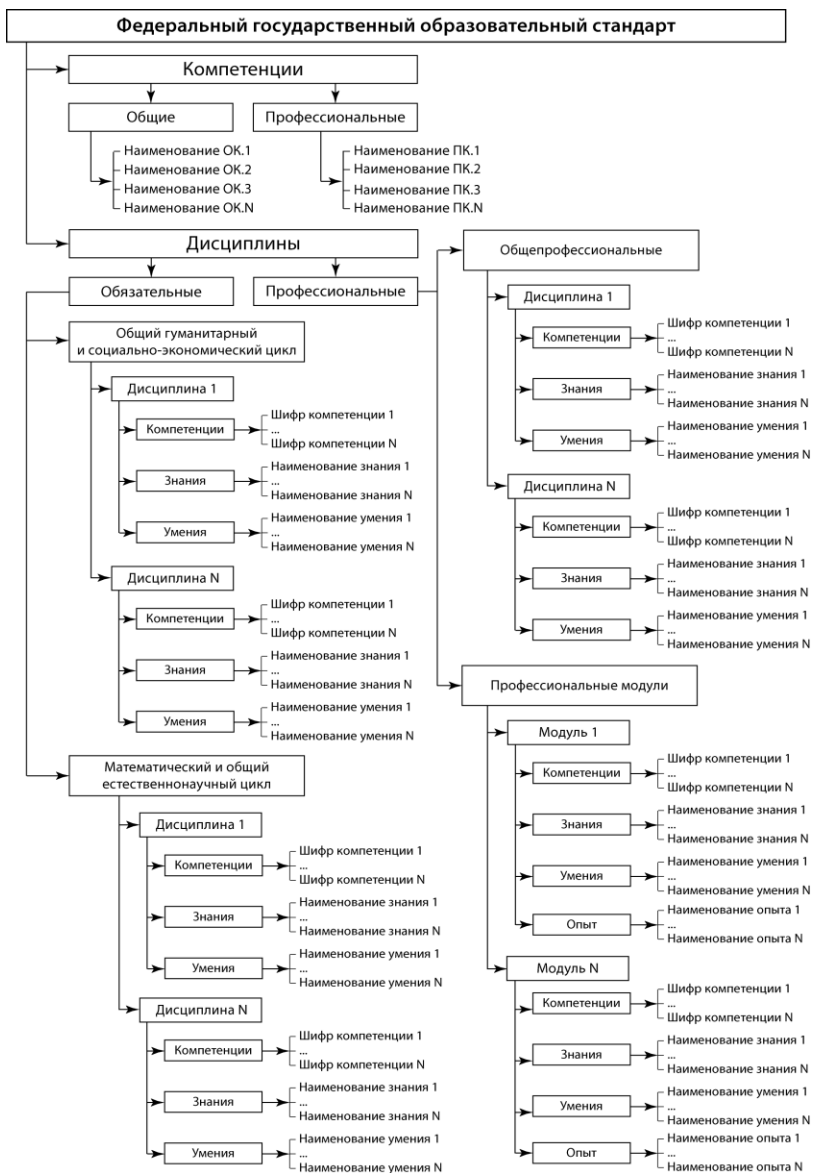 Федеральный государственный образовательный стандарт
Компетенции
Общие
Профессиональные
Наименование ОК.1
Наименование ОК.2
Наименование ОК.3
Наименование ОК.N
Наименование ПК.1
Наименование ПК.2
Наименование ПК.3
Наименование ПК.N
Дисциплины
Обязательные
Профессиональные
Общий гуманитарный
и социально-экономический цикл
Дисциплина 1
Компетенции
Шифр компетенции 1
...
Шифр компетенции N
Знания
Наименование знания 1
...
Наименование знания N
Умения
Наименование умения 1
...
Наименование умения N
Дисциплина N
Компетенции
Шифр компетенции 1
...
Шифр компетенции N
Знания
Наименование знания 1
...
Наименование знания N
Умения
Наименование умения 1
...
Наименование умения N
Математический и общий
естественнонаучный цикл
Дисциплина 1
Компетенции
Шифр компетенции 1
...
Шифр компетенции N
Знания
Наименование знания 1
...
Наименование знания N
Умения
Наименование умения 1
...
Наименование умения N
Дисциплина N
Компетенции
Шифр компетенции 1
...
Шифр компетенции N
Знания
Наименование знания 1
...
Наименование знания N
Умения
Наименование умения 1
...
Наименование умения N
Общепрофессиональные
Дисциплина 1
Компетенции
Шифр компетенции 1
...
Шифр компетенции N
Знания
Наименование знания 1
...
Наименование знания N
Умения
Наименование умения 1
...
Наименование умения N
Дисциплина N
Компетенции
Шифр компетенции 1
...
Шифр компетенции N
Знания
Наименование знания 1
...
Наименование знания N
Умения
Наименование умения 1
...
Наименование умения N
Профессиональные модули
Модуль 1
Компетенции
Шифр компетенции 1
...
Шифр компетенции N
Знания
Наименование знания 1
...
Наименование знания N
Умения
Наименование умения 1
...
Наименование умения N
Опыт
Наименование опыта 1
...
Наименование опыта N
Модуль N
Компетенции
Шифр компетенции 1
...
Шифр компетенции N
Знания
Наименование знания 1
...
Наименование знания N
Умения
Наименование умения 1
...
Наименование умения N
Опыт
Наименование опыта 1
...
Наименование опыта N